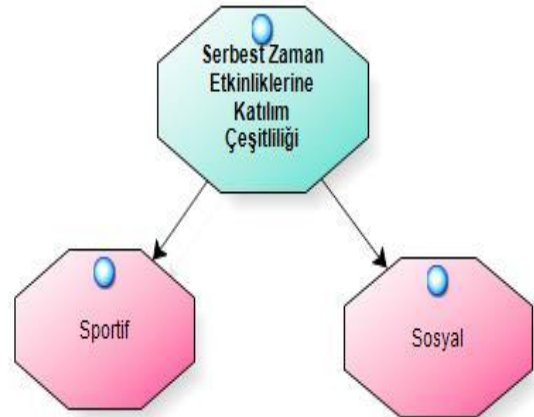 Serbest Zaman
Etkinliklerine
Katılım
Çeşitliliği
Sportif
Sosyal